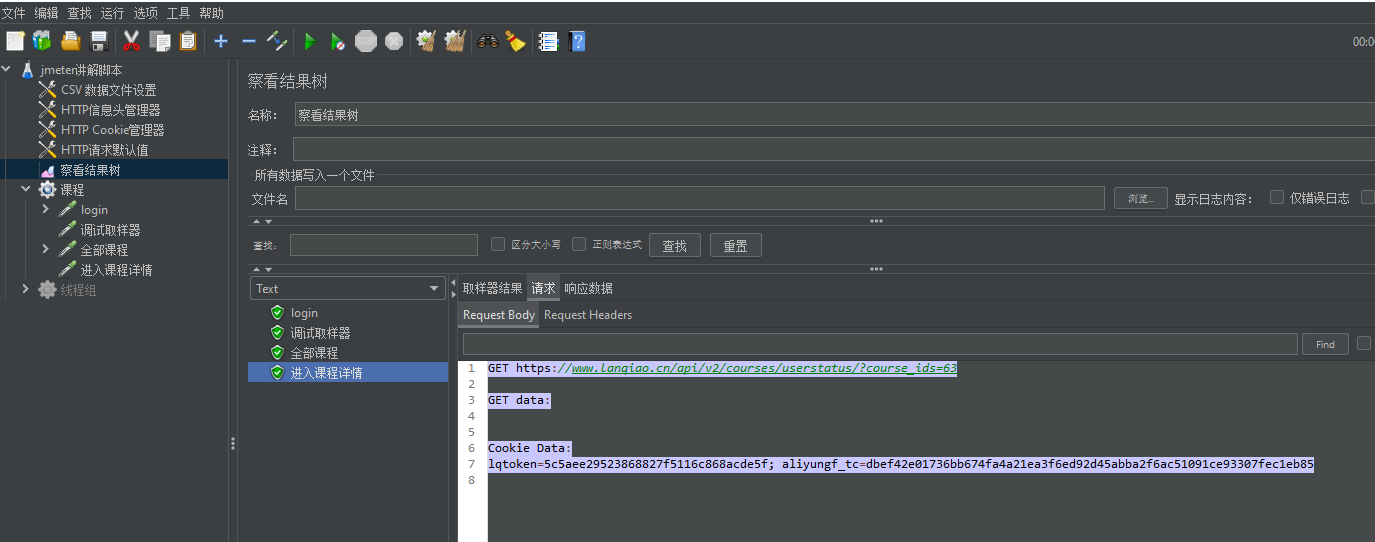 文件 编辑 查找 运行 选项 工具 帮助
STOP
?
00:0
jmeten讲解脚本
CSV 数据文件设置
HTTP信息头管理器
HTTP Cookie管理器
HTTP请求默认值
察看结果树
课程
login
调试取样器
全部课程
进入课程详情
线程组
察看结果树
名称: 察看结果树
注释:
所有数据写入一个文件
文件名 浏览... 显示日志内容: 仅错误日志
查找: 区分大小写 正则表达式 查找 重置
Text
login
调试取样器
全部课程
进入课程详情
取样器结果 请求 响应数据
Request Body Request Headers
Find
1 GET https://www.lanqiao.cn/api/v2/courses/userstatus/?course_ids=63
2
3 GET data:
4
5
6 Cookie Data:
7 lqtoken=5c5aee29523868827f5116c868acde5f; aliyungf_tc=dbef42e01736bb674fa4a21ea3f6ed92d45abba2f6ac51091ce93307fec1eb85
8